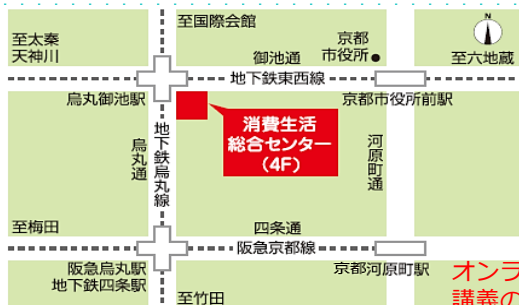 至国際会館
N
至太秦
天神川
京都
市役所
御池通
至六地蔵
地下鉄東西線
烏丸御池駅
京都市役所前駅
消費生活
総合センター
（4F）
烏丸通
地下鉄烏丸線
河原町通
至梅田
四条通
阪急京都線
阪急烏丸駅
地下鉄四条駅
京都河原町駅
至竹田
オンラ
講義の